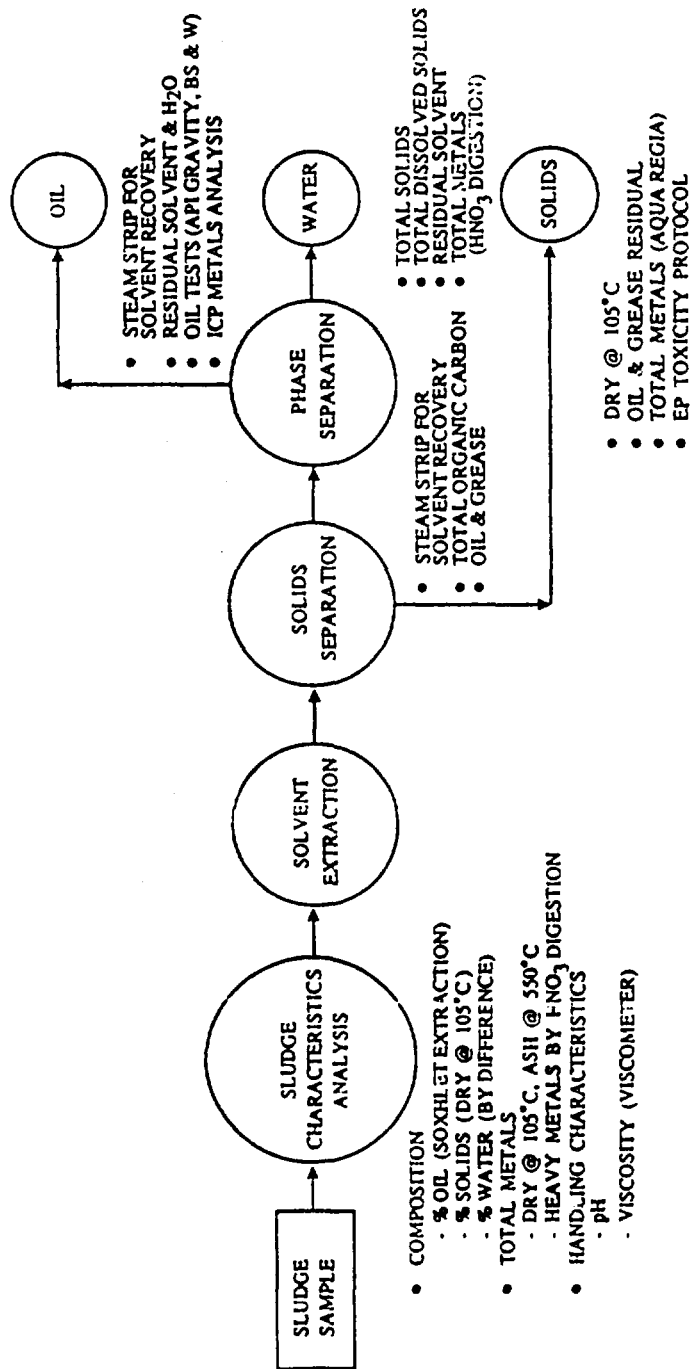 SLUDGE
SAMPLE
SLUDGE
CHARACTERISTICS
ANALYSIS
• COMPOSITION
- % OIL (SOXHLET EXTRACTION)
- % SOLIDS (DRY @ 105°C)
- % WATER (BY DIFFERENCE)
• TOTAL METALS
- DRY @ 105°C, ASH @ 550°C
- HEAVY METALS BY HNO3 DIGESTION
• HANDLING CHARACTERISTICS
- pH
- VISCOSITY (VISCOMETER)
SOLVENT
EXTRACTION
SOLIDS
SEPARATION
PHASE
SEPARATION
• STEAM STRIP FOR
SOLVENT RECOVERY
• TOTAL ORGANIC CARBON
• OIL & GREASE
OIL
• STEAM STRIP FOR
SOLVENT RECOVERY
• RESIDUAL SOLVENT & H2O
• OIL TESTS (API GRAVITY, BS & W)
• ICP METALS ANALYSIS
WATER
• TOTAL SOLIDS
• TOTAL DISSOLVED SOLIDS
• RESIDUAL SOLVENT
• TOTAL METALS
(HNO3 DIGESTION)
SOLIDS
• DRY @ 105°C
• OIL & GREASE RESIDUAL
• TOTAL METALS (AQUA REGIA)
• EP TOXICITY PROTOCOL